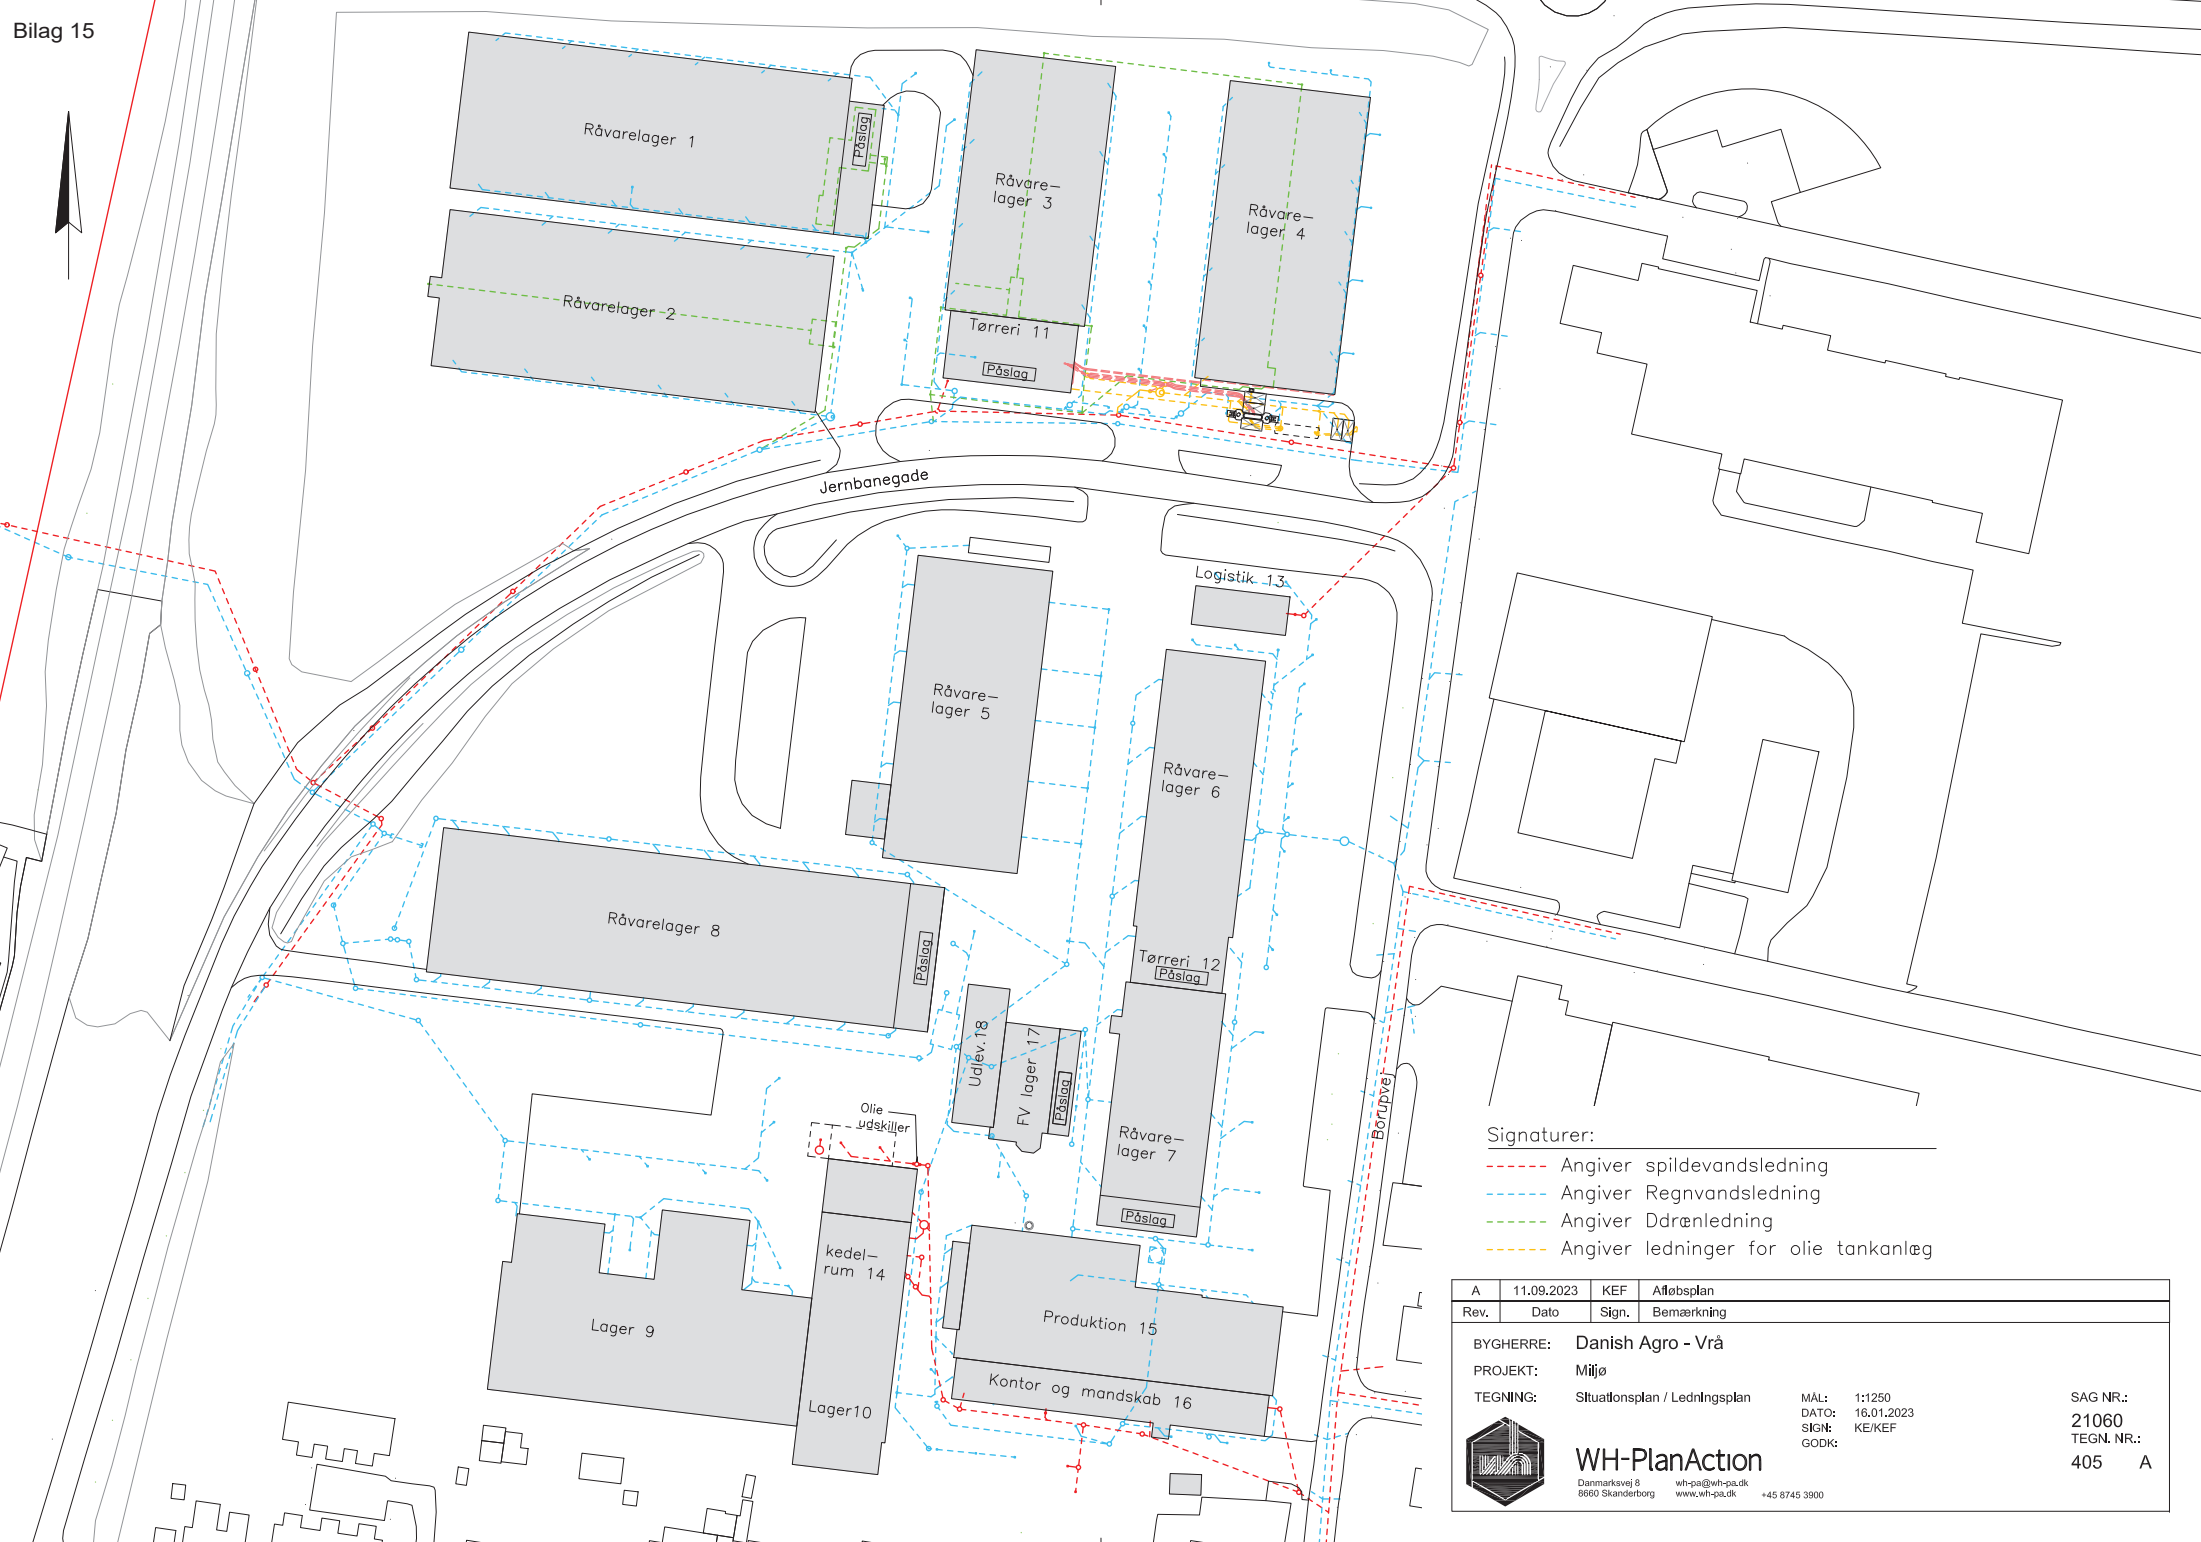 Bilag 15
Råvarelager 1
Påslag
Råvare-
lager 3
Råvare-
lager 4
Råvarelager 2
Tørreri 11
Påslag
Jernbanegade
Logistik 13
Råvare-
lager 5
Råvare-
lager 6
Råvarelager 8
Påslag
Tørreri 12
Påslag
Udlev.18
FV lager 17
Påslag
Råvare-
lager 7
Påslag
Borupvej
Olie
udskiller
kedel-
rum 14
Lager 9
Lager10
Produktion 15
Kontor og mandskab 16
Signaturer:
Angiver spildevandsledning
Angiver Regnvandsledning
Angiver Ddrænledning
Angiver ledninger for olie tankanlæg
A 11.09.2023 KEF Afløbsplan
Rev. Dato Sign. Bemærkning
BYGHERRE: Danish Agro - Vrå
PROJEKT: Miljø
TEGNING: Situationsplan / Ledningsplan
MÅL: 1:1250
DATO: 16.01.2023
SIGN: KE/KEF
GODK:
SAG NR.:
21060
TEGN. NR.:
405 A
WH-PlanAction
Danmarksvej 8 wh-pa@wh-pa.dk
8660 Skanderborg www.wh-pa.dk +45 8745 3900